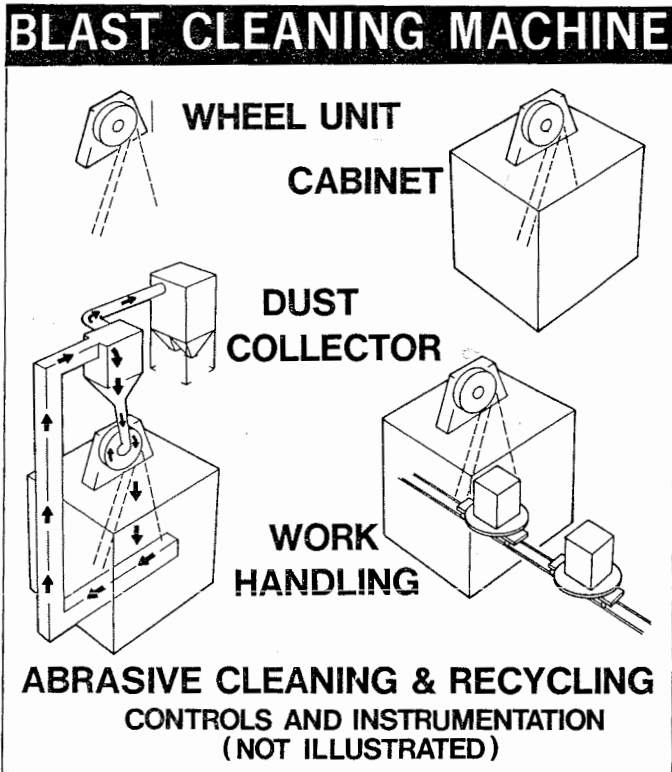 BLAST CLEANING MACHINE
WHEEL UNIT
CABINET
DUST
COLLECTOR
WORK
HANDLING
ABRASIVE CLEANING & RECYCLING
CONTROLS AND INSTRUMENTATION
(NOT ILLUSTRATED)